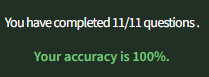 You have completed 11/11 questions .
Your accuracy is 100%.